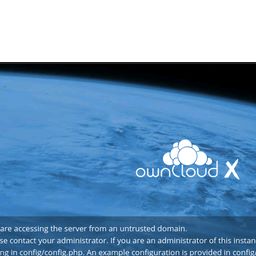 ownCloud X
are accessing the server from an untrusted domain.
se contact your administrator. If you are an administrator of this instan
ng in config/config.php. An example configuration is provided in config